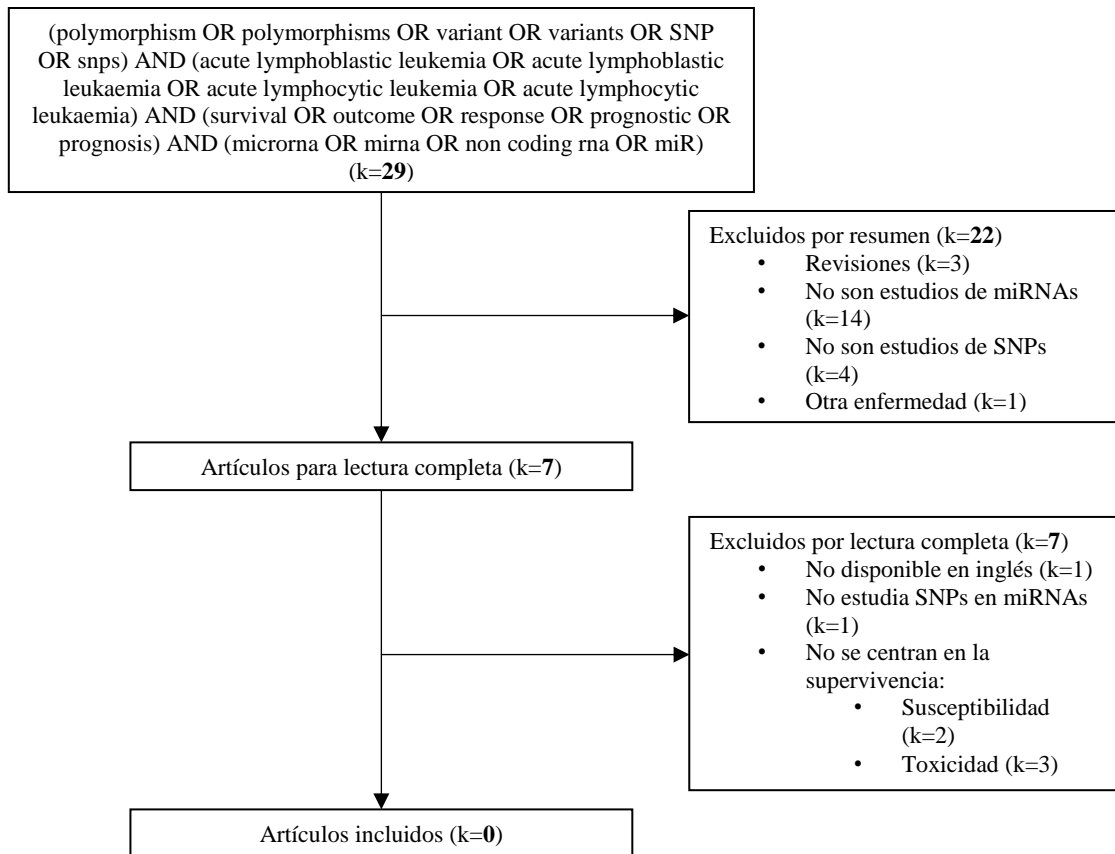 (polymorphism OR polymorphisms OR variant OR variants OR SNP
OR snps) AND (acute lymphoblastic leukemia OR acute lymphoblastic
leukaemia OR acute lymphocytic leukemia OR acute lymphocytic
leukaemia) AND (survival OR outcome OR response OR prognostic OR
prognosis) AND (microrna OR mirna OR non coding rna OR miR)
(k=29)
Excluidos por resumen (k=22)
• Revisiones (k=3)
• No son estudios de miRNAs
(k=14)
• No son estudios de SNPs
(k=4)
• Otra enfermedad (k=1)
Artículos para lectura completa (k=7)
Excluidos por lectura completa (k=7)
• No disponible en inglés (k=1)
• No estudia SNPs en miRNAs
(k=1)
• No se centran en la
supervivencia:
• Susceptibilidad
(k=2)
• Toxicidad (k=3)
Artículos incluidos (k=0)